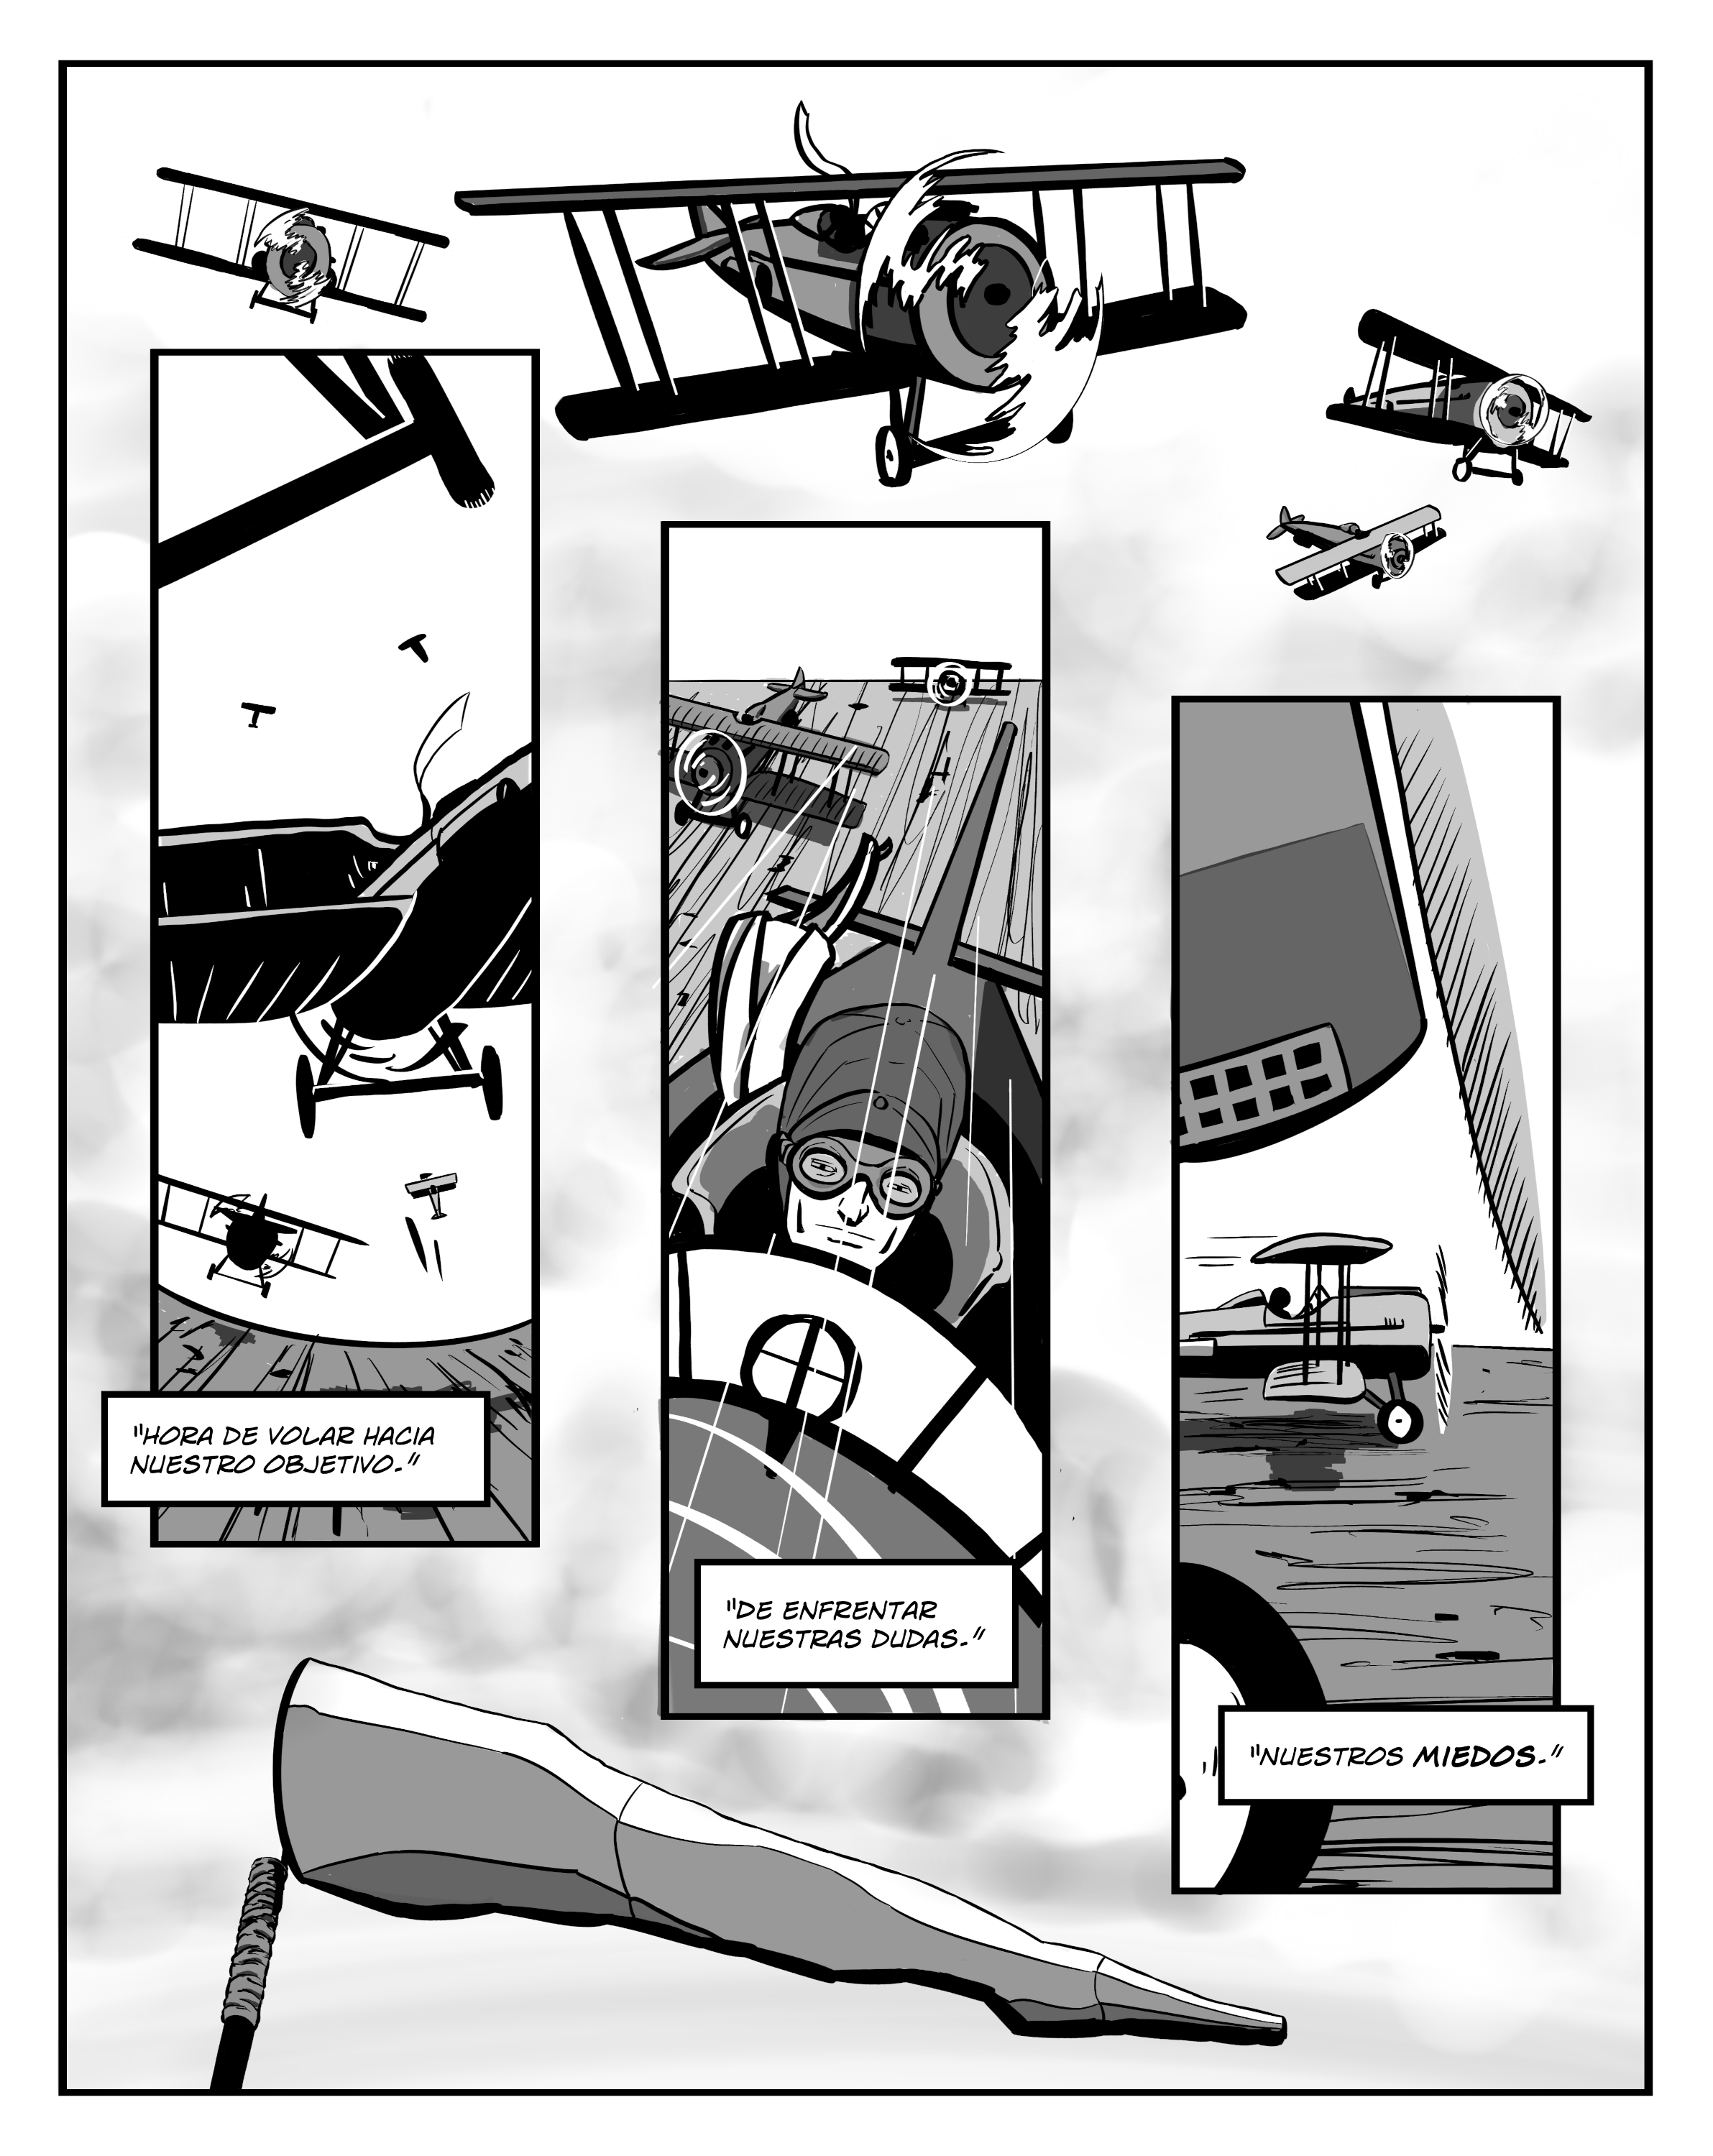 "HORA DE VOLAR HACIA
NUESTRO OBJETIVO."
"DE ENFRENTAR
NUESTRAS DUDAS."
"NUESTROS MIEDOS."